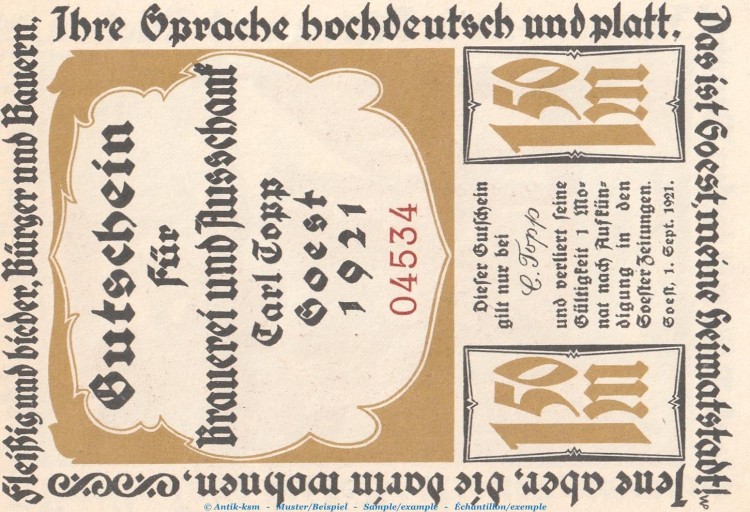 Jene aber, die darin wohnen,
Fleißig und bieder, Bürger und Bauern,
Ihre Sprache hochdeutsch und platt,
Das ist Soest, meine Heimatstadt!
Gutschein
für
Brauerei und Ausschank
Carl Topp
Soest
1921
04534
1 50
M
Dieser Gutschein
gilt nur bei
C. Topp
und verliert seine
Gültigkeit 1 Mo-
nat nach Aufkün-
digung in den
Soester Zeitungen.
Soest, 1. Sept. 1921.
1 50
M
© Antik-ksm - Muster/Beispiel - Sample/example - Échantillon/exemple